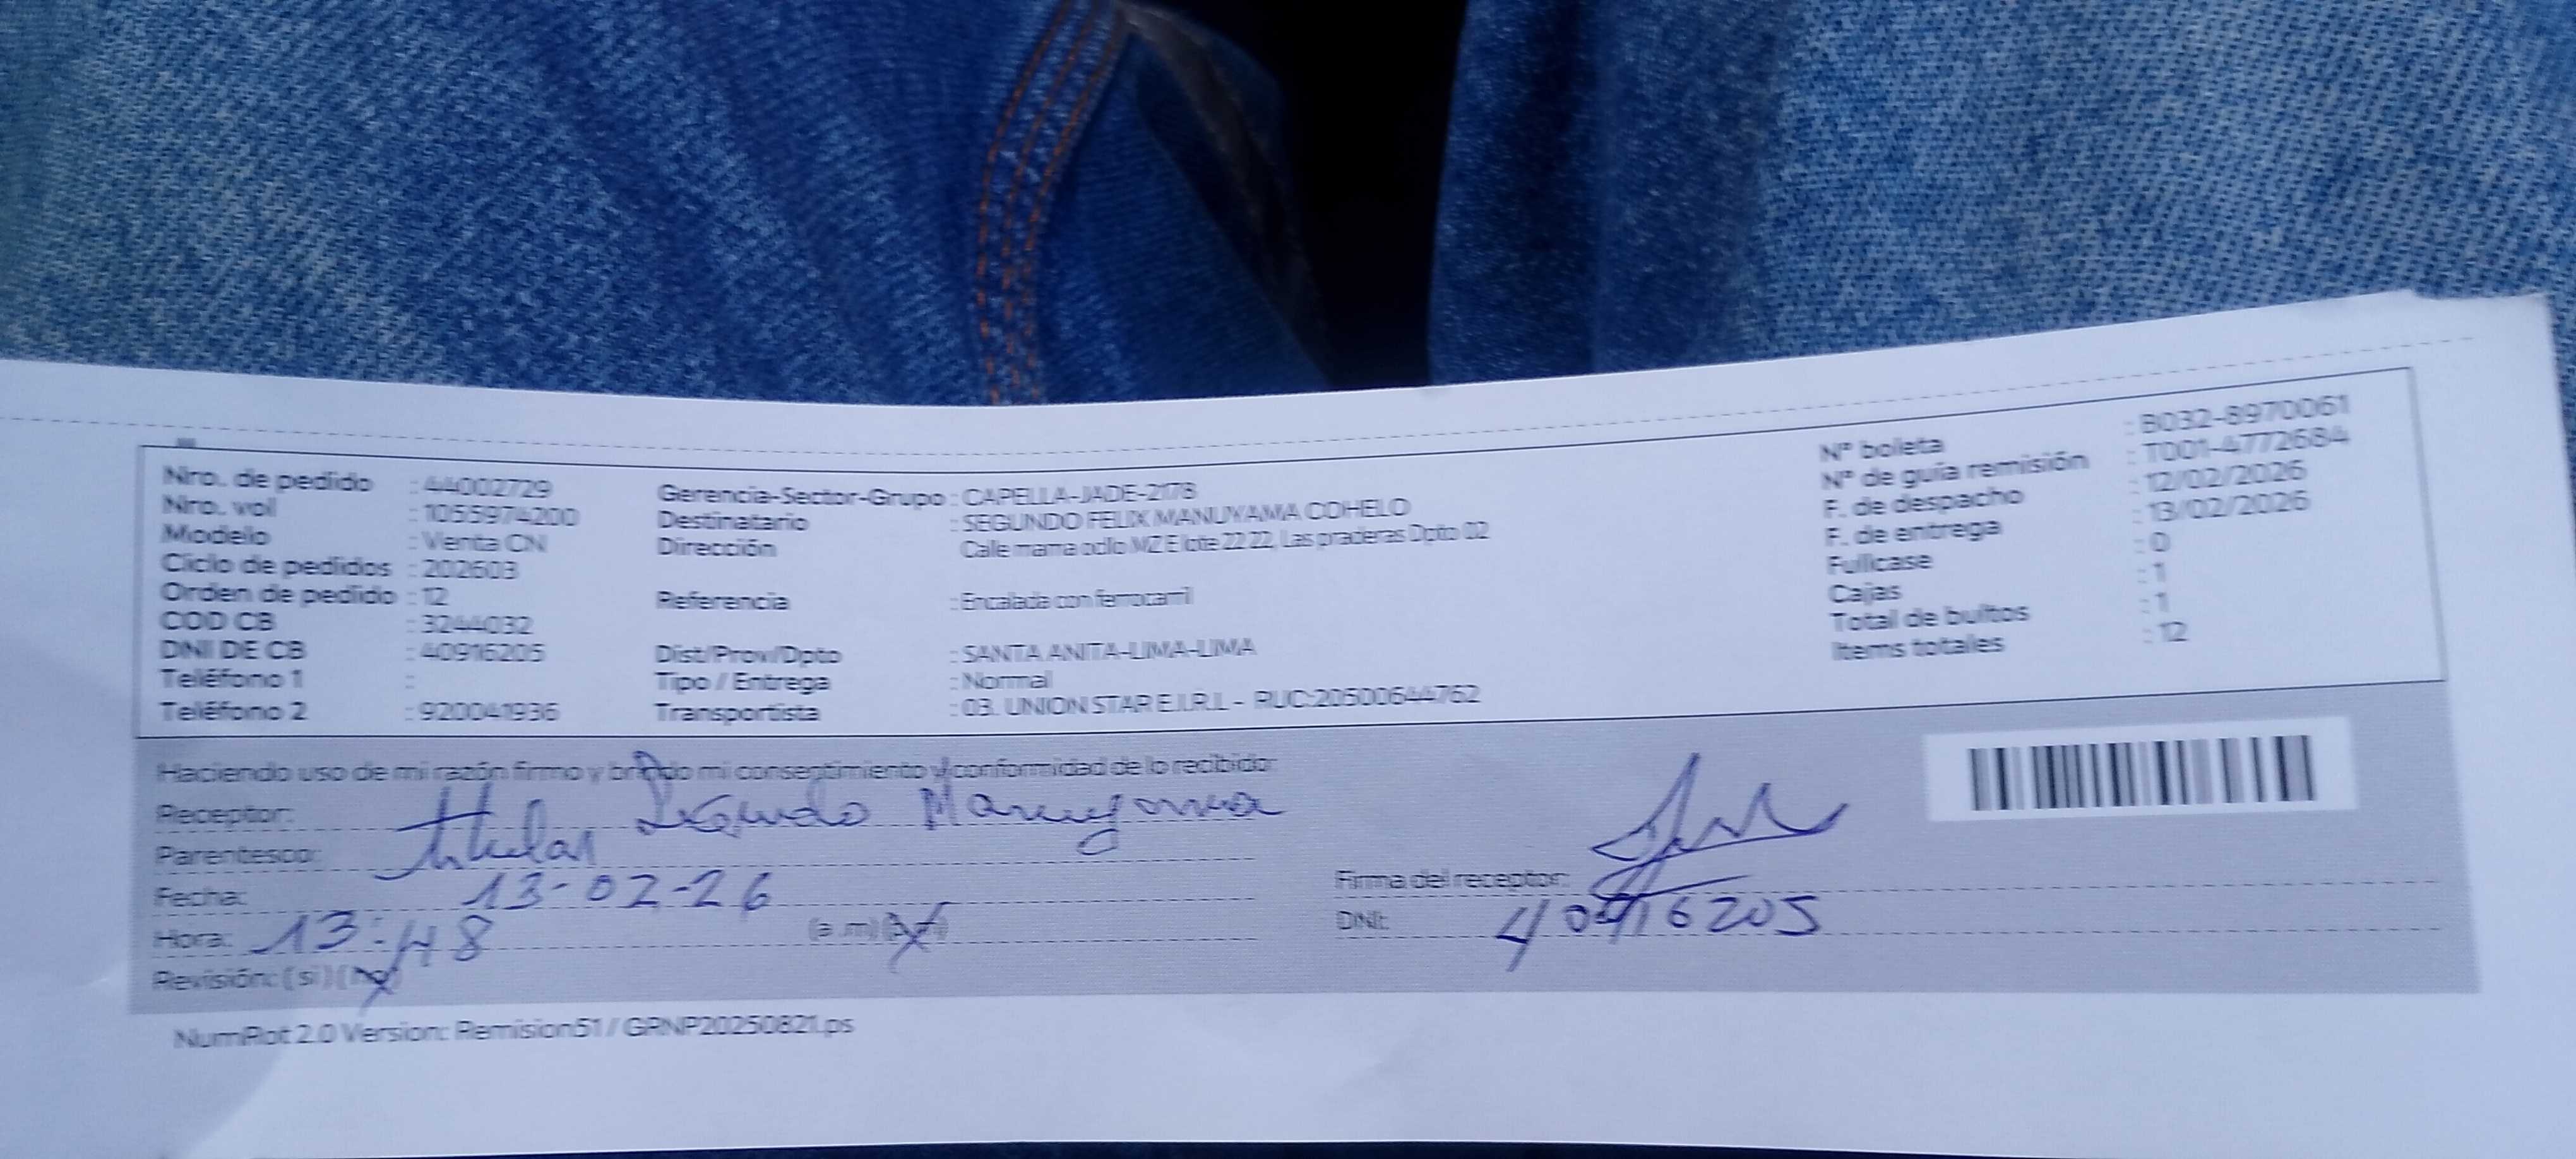 Nro. de pedido : 44002729
Nro. vol : 1055974200
Modelo : Venta CN
Ciclo de pedidos : 202603
Orden de pedido : 12
COD CB : 3244032
DNI DE CB : 40916205
Teléfono 1 :
Teléfono 2 : 920041936
Gerencia-Sector-Grupo : CAPELLA-JADE-2178
Destinatario : SEGUNDO FELIX MANUYAMA COHELO
Dirección Calle mama ocllo MZ E lote 22 22, Las praderas Dpto 02
Referencia : Encalada con ferrocarril
Dist/Prov/Dpto : SANTA ANITA-LIMA-LIMA
Tipo / Entrega : Normal
Transportista : 03. UNION STAR E.I.R.L - RUC:20500644762
Nº boleta : B032-8970061
Nº de guía remisión : T001-4772684
F. de despacho : 12/02/2026
F. de entrega : 13/02/2026
Fullcase : 0
Cajas : 1
Total de bultos : 1
Items totales : 12
Haciendo uso de mi razón firmo y brindo mi consentimiento y conformidad de lo recibido:
Receptor: Segundo Manuyama
Parentesco: titular
Fecha: 13-02-26
Hora: 13:48 (a.m) (p.m)
Revisión: (si) (no)
Firma del receptor:
DNI: 40916205
NumRot 2.0 Version: Remision51 / GRNP20250821.ps